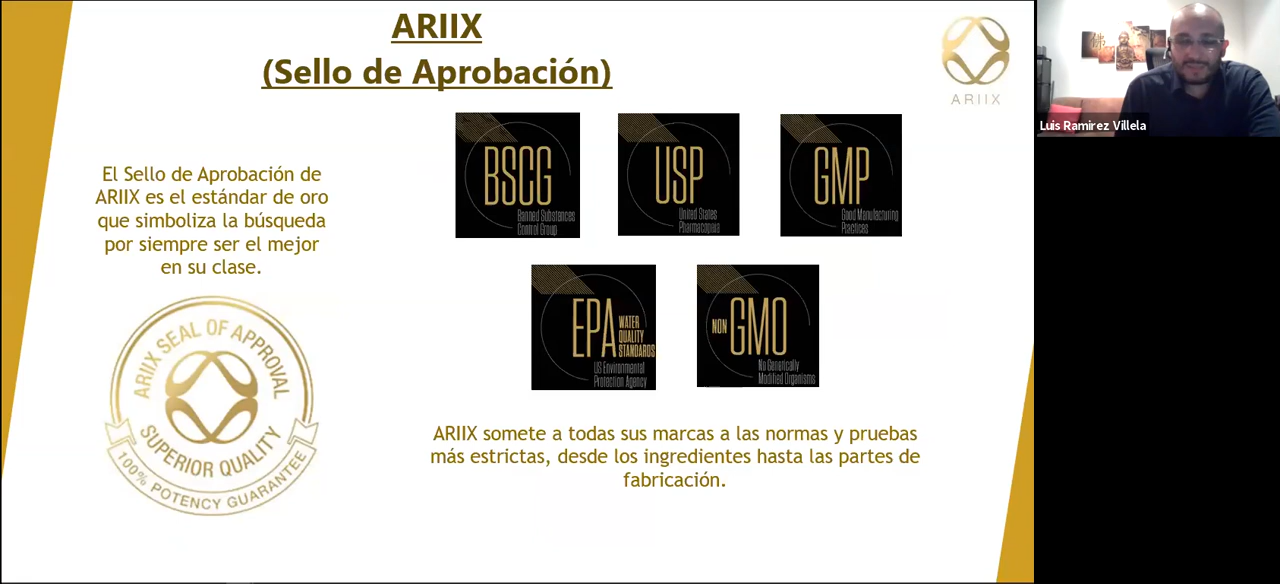 ARIIX
(Sello de Aprobación)
ARIIX
Luis Ramirez Villela
El Sello de Aprobación de
ARIIX es el estándar de oro
que simboliza la búsqueda
por siempre ser el mejor
en su clase.
ARIIX SEAL OF APPROVAL
SUPERIOR QUALITY
100% POTENCY GUARANTEE
BSCG
Banned Substances
Control Group
USP
United States
Pharmacopeia
GMP
Good Manufacturing
Practices
EPA
WATER
QUALITY
STANDARDS
US Environmental
Protection Agency
NON GMO
No Genetically
Modified Organisms
ARIIX somete a todas sus marcas a las normas y pruebas
más estrictas, desde los ingredientes hasta las partes de
fabricación.